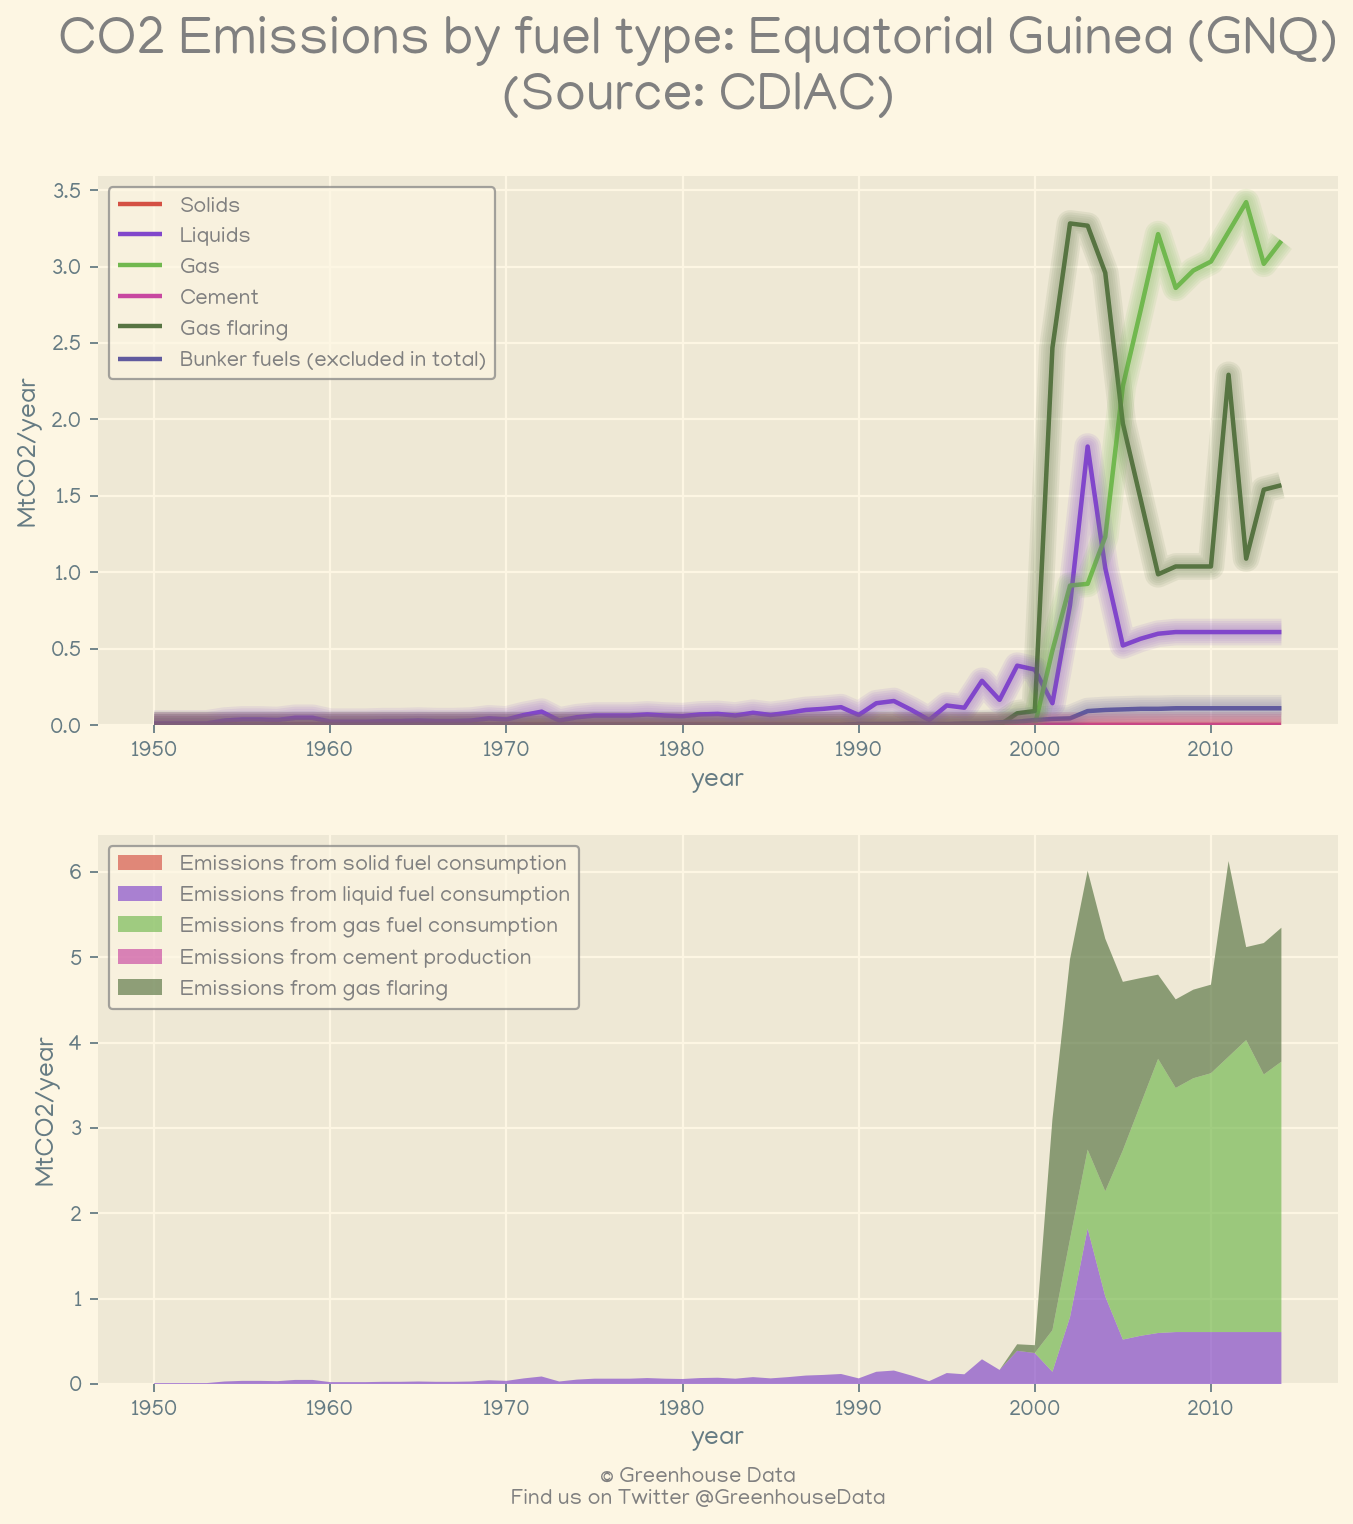 CO2 Emissions by fuel type: Equatorial Guinea (GNQ)
(Source: CDIAC)
3.5
3.0
2.5
2.0
1.5
1.0
0.5
0.0
MtCO2/year
Solids
Liquids
Gas
Cement
Gas flaring
Bunker fuels (excluded in total)
1950 1960 1970 1980 1990 2000 2010
year
6
5
4
3
2
1
0
MtCO2/year
Emissions from solid fuel consumption
Emissions from liquid fuel consumption
Emissions from gas fuel consumption
Emissions from cement production
Emissions from gas flaring
1950 1960 1970 1980 1990 2000 2010
year
© Greenhouse Data
Find us on Twitter @GreenhouseData